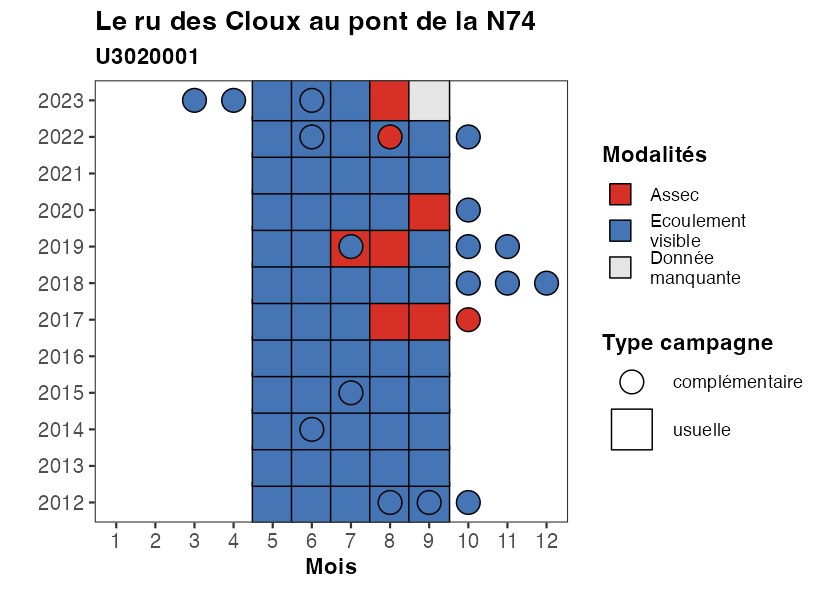 Le ru des Cloux au pont de la N74
U3020001
2023
2022
2021
2020
2019
2018
2017
2016
2015
2014
2013
2012
1 2 3 4 5 6 7 8 9 10 11 12
Mois
Modalités
Assec
Ecoulement
visible
Donnée
manquante
Type campagne
complémentaire
usuelle